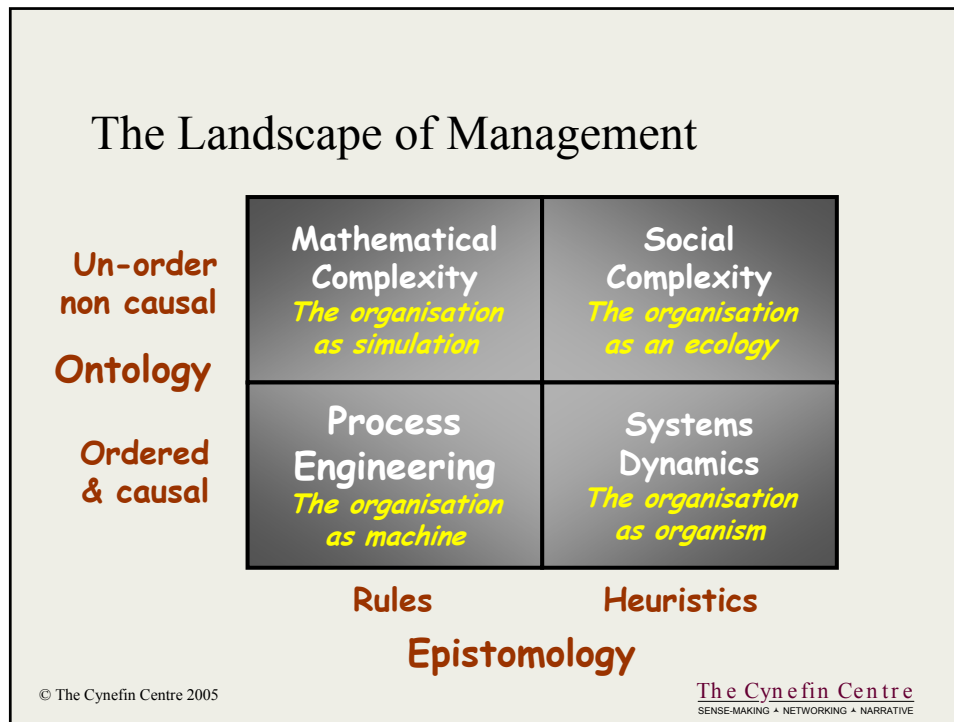 The Landscape of Management
Un-order
non causal
Ontology
Ordered
& causal
Mathematical
Complexity
The organisation
as simulation
Social
Complexity
The organisation
as an ecology
Process
Engineering
The organisation
as machine
Systems
Dynamics
The organisation
as organism
Rules
Heuristics
Epistomology
© The Cynefin Centre 2005
The Cynefin Centre
SENSE-MAKING ▲ NETWORKING ▲ NARRATIVE